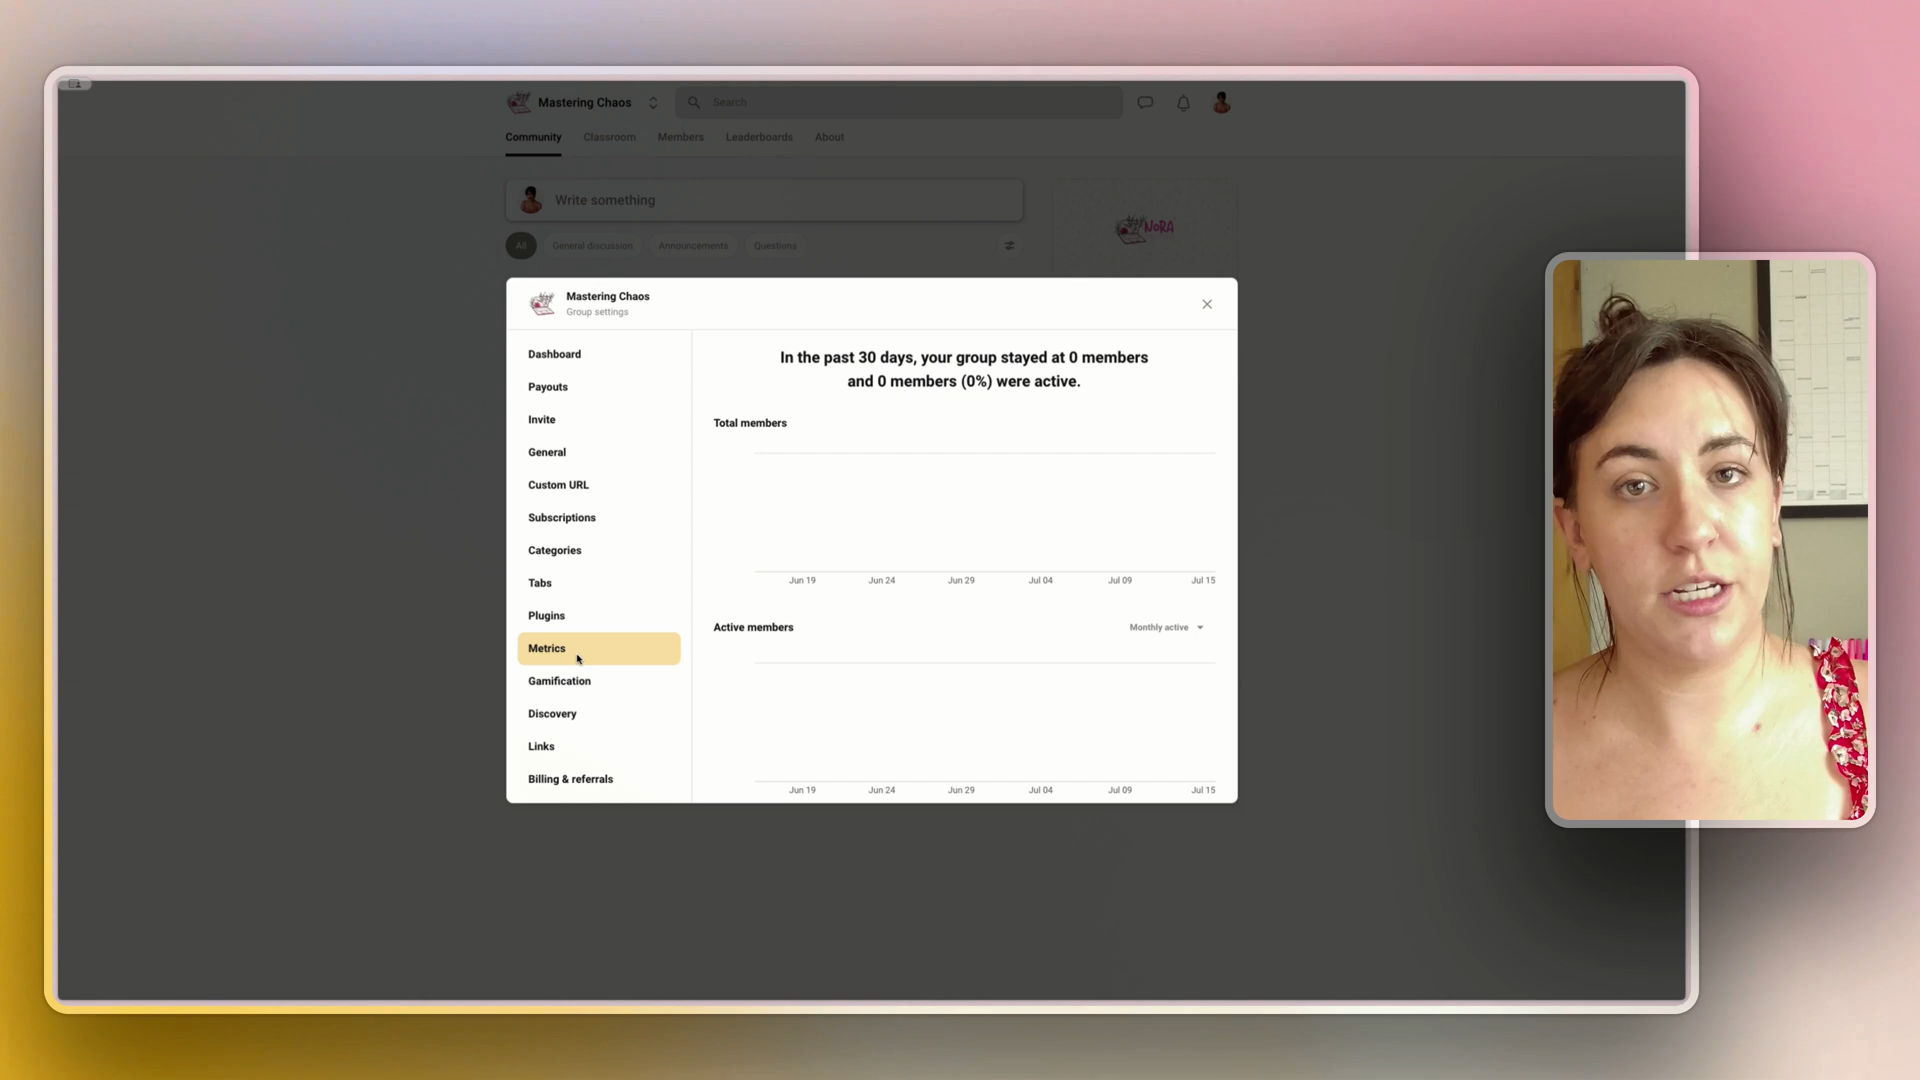 Mastering Chaos
Search
Community
Classroom
Members
Leaderboards
About
Write something
NORA
All
General discussion
Announcements
Questions
Mastering Chaos
Group settings
Dashboard
Payouts
Invite
General
Custom URL
Subscriptions
Categories
Tabs
Plugins
Metrics
Gamification
Discovery
Links
Billing & referrals
In the past 30 days, your group stayed at 0 members
and 0 members (0%) were active.
Total members
Jun 19
Jun 24
Jun 29
Jul 04
Jul 09
Jul 15
Active members
Monthly active
Jun 19
Jun 24
Jun 29
Jul 04
Jul 09
Jul 15